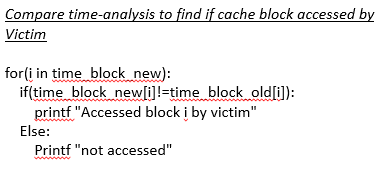 Compare time-analysis to find if cache block accessed by
Victim
for(i in time_block_new):
if(time_block_new[i]!=time_block_old[i]):
printf "Accessed block i by victim"
Else:
Printf "not accessed"